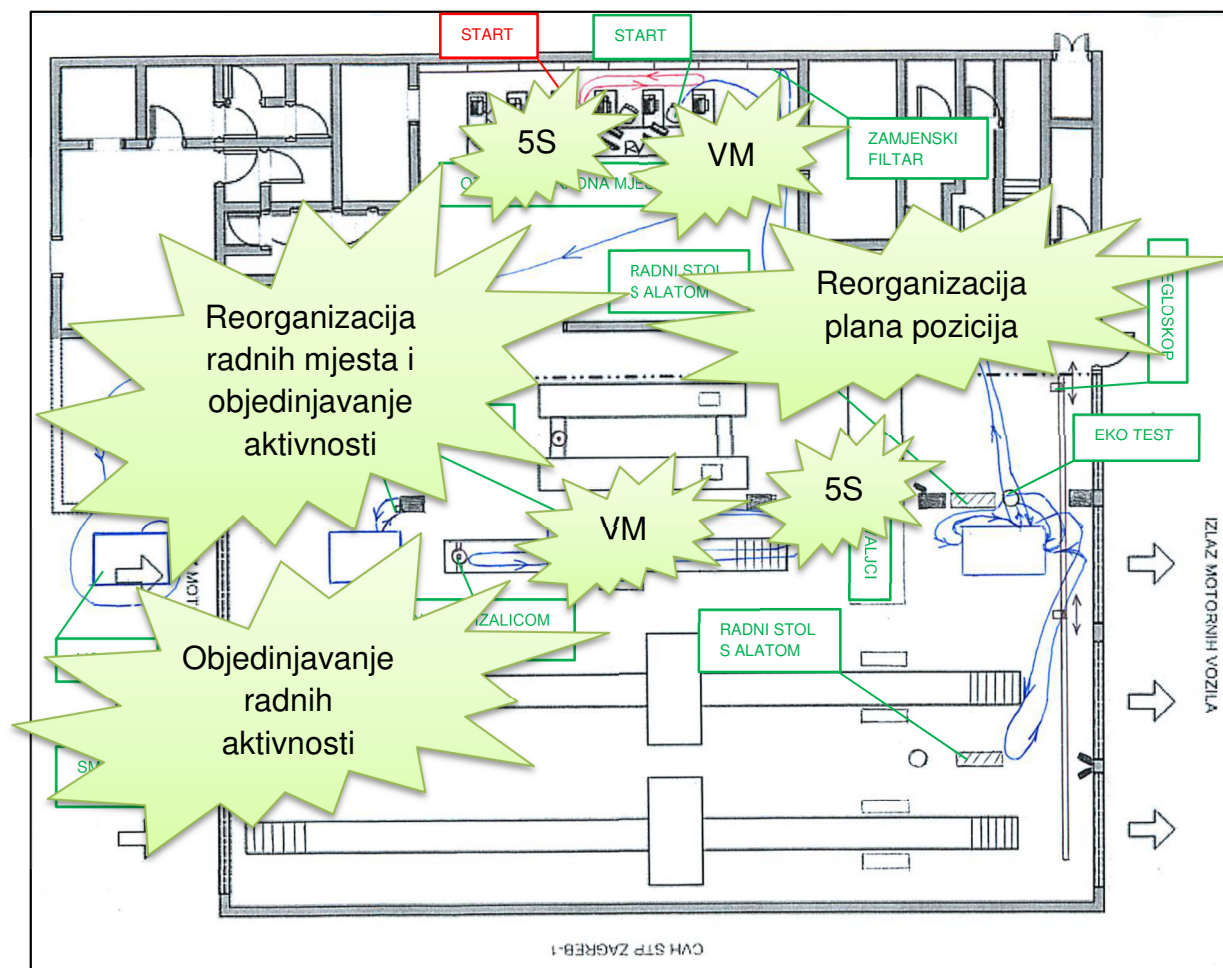 START
START
5S
VM
ZAMJENSKI
FILTAR
RV
RADNI STOL
S ALATOM
Reorganizacija
plana pozicija
Reorganizacija
radnih mjesta i
objedinjavanje
aktivnosti
EKO TEST
5S
VM
IZLAZ MOTORNIH VOZILA
RADNI STOL
S ALATOM
Objedinjavanje
radnih
aktivnosti
CVH STP ZAGREB-1